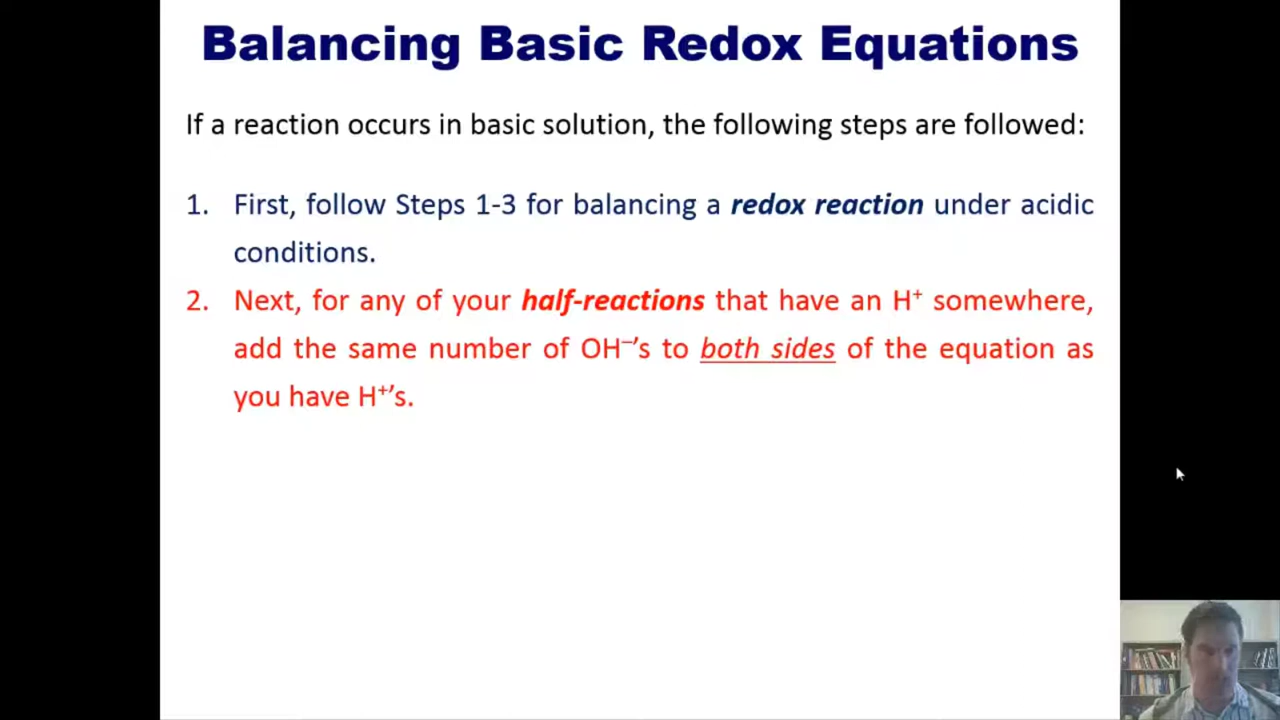 Balancing Basic Redox Equations
If a reaction occurs in basic solution, the following steps are followed:
1. First, follow Steps 1-3 for balancing a redox reaction under acidic
conditions.
2. Next, for any of your half-reactions that have an H⁺ somewhere,
add the same number of OH⁻’s to both sides of the equation as
you have H⁺’s.